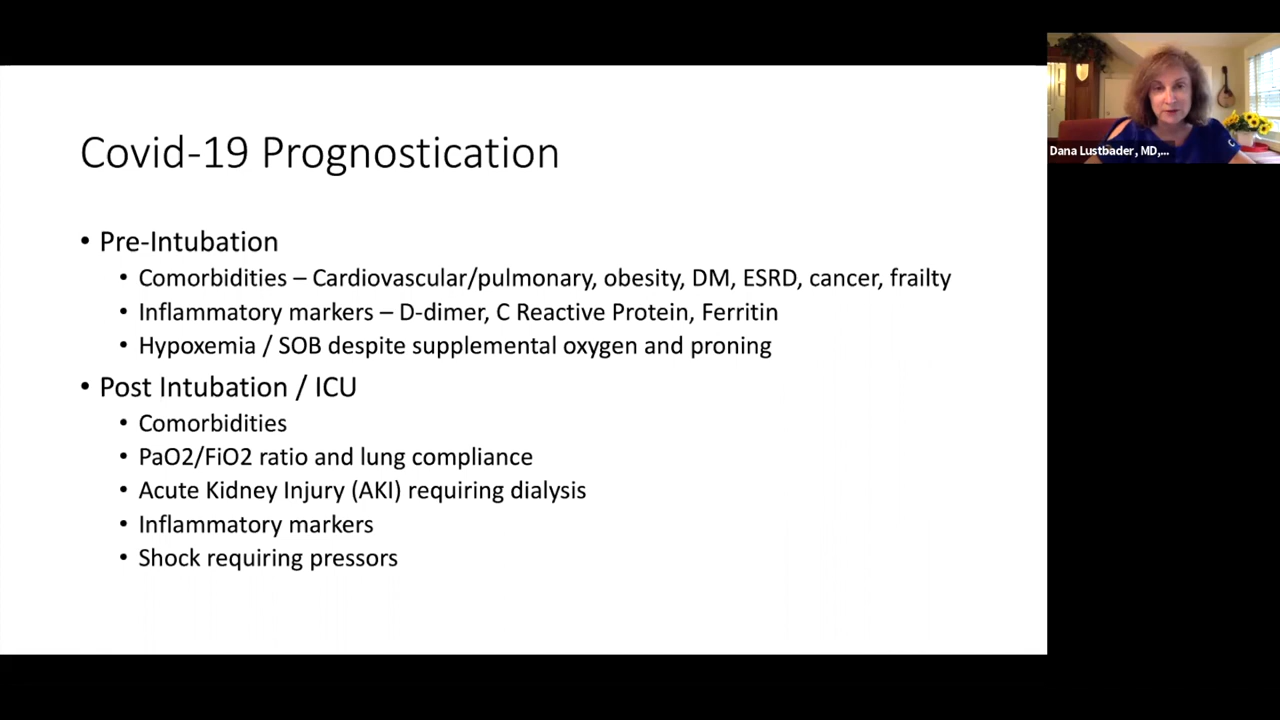 Covid-19 Prognostication
• Pre-Intubation
• Comorbidities – Cardiovascular/pulmonary, obesity, DM, ESRD, cancer, frailty
• Inflammatory markers – D-dimer, C Reactive Protein, Ferritin
• Hypoxemia / SOB despite supplemental oxygen and proning
• Post Intubation / ICU
• Comorbidities
• PaO2/FiO2 ratio and lung compliance
• Acute Kidney Injury (AKI) requiring dialysis
• Inflammatory markers
• Shock requiring pressors
Dana Lustbader, MD,...